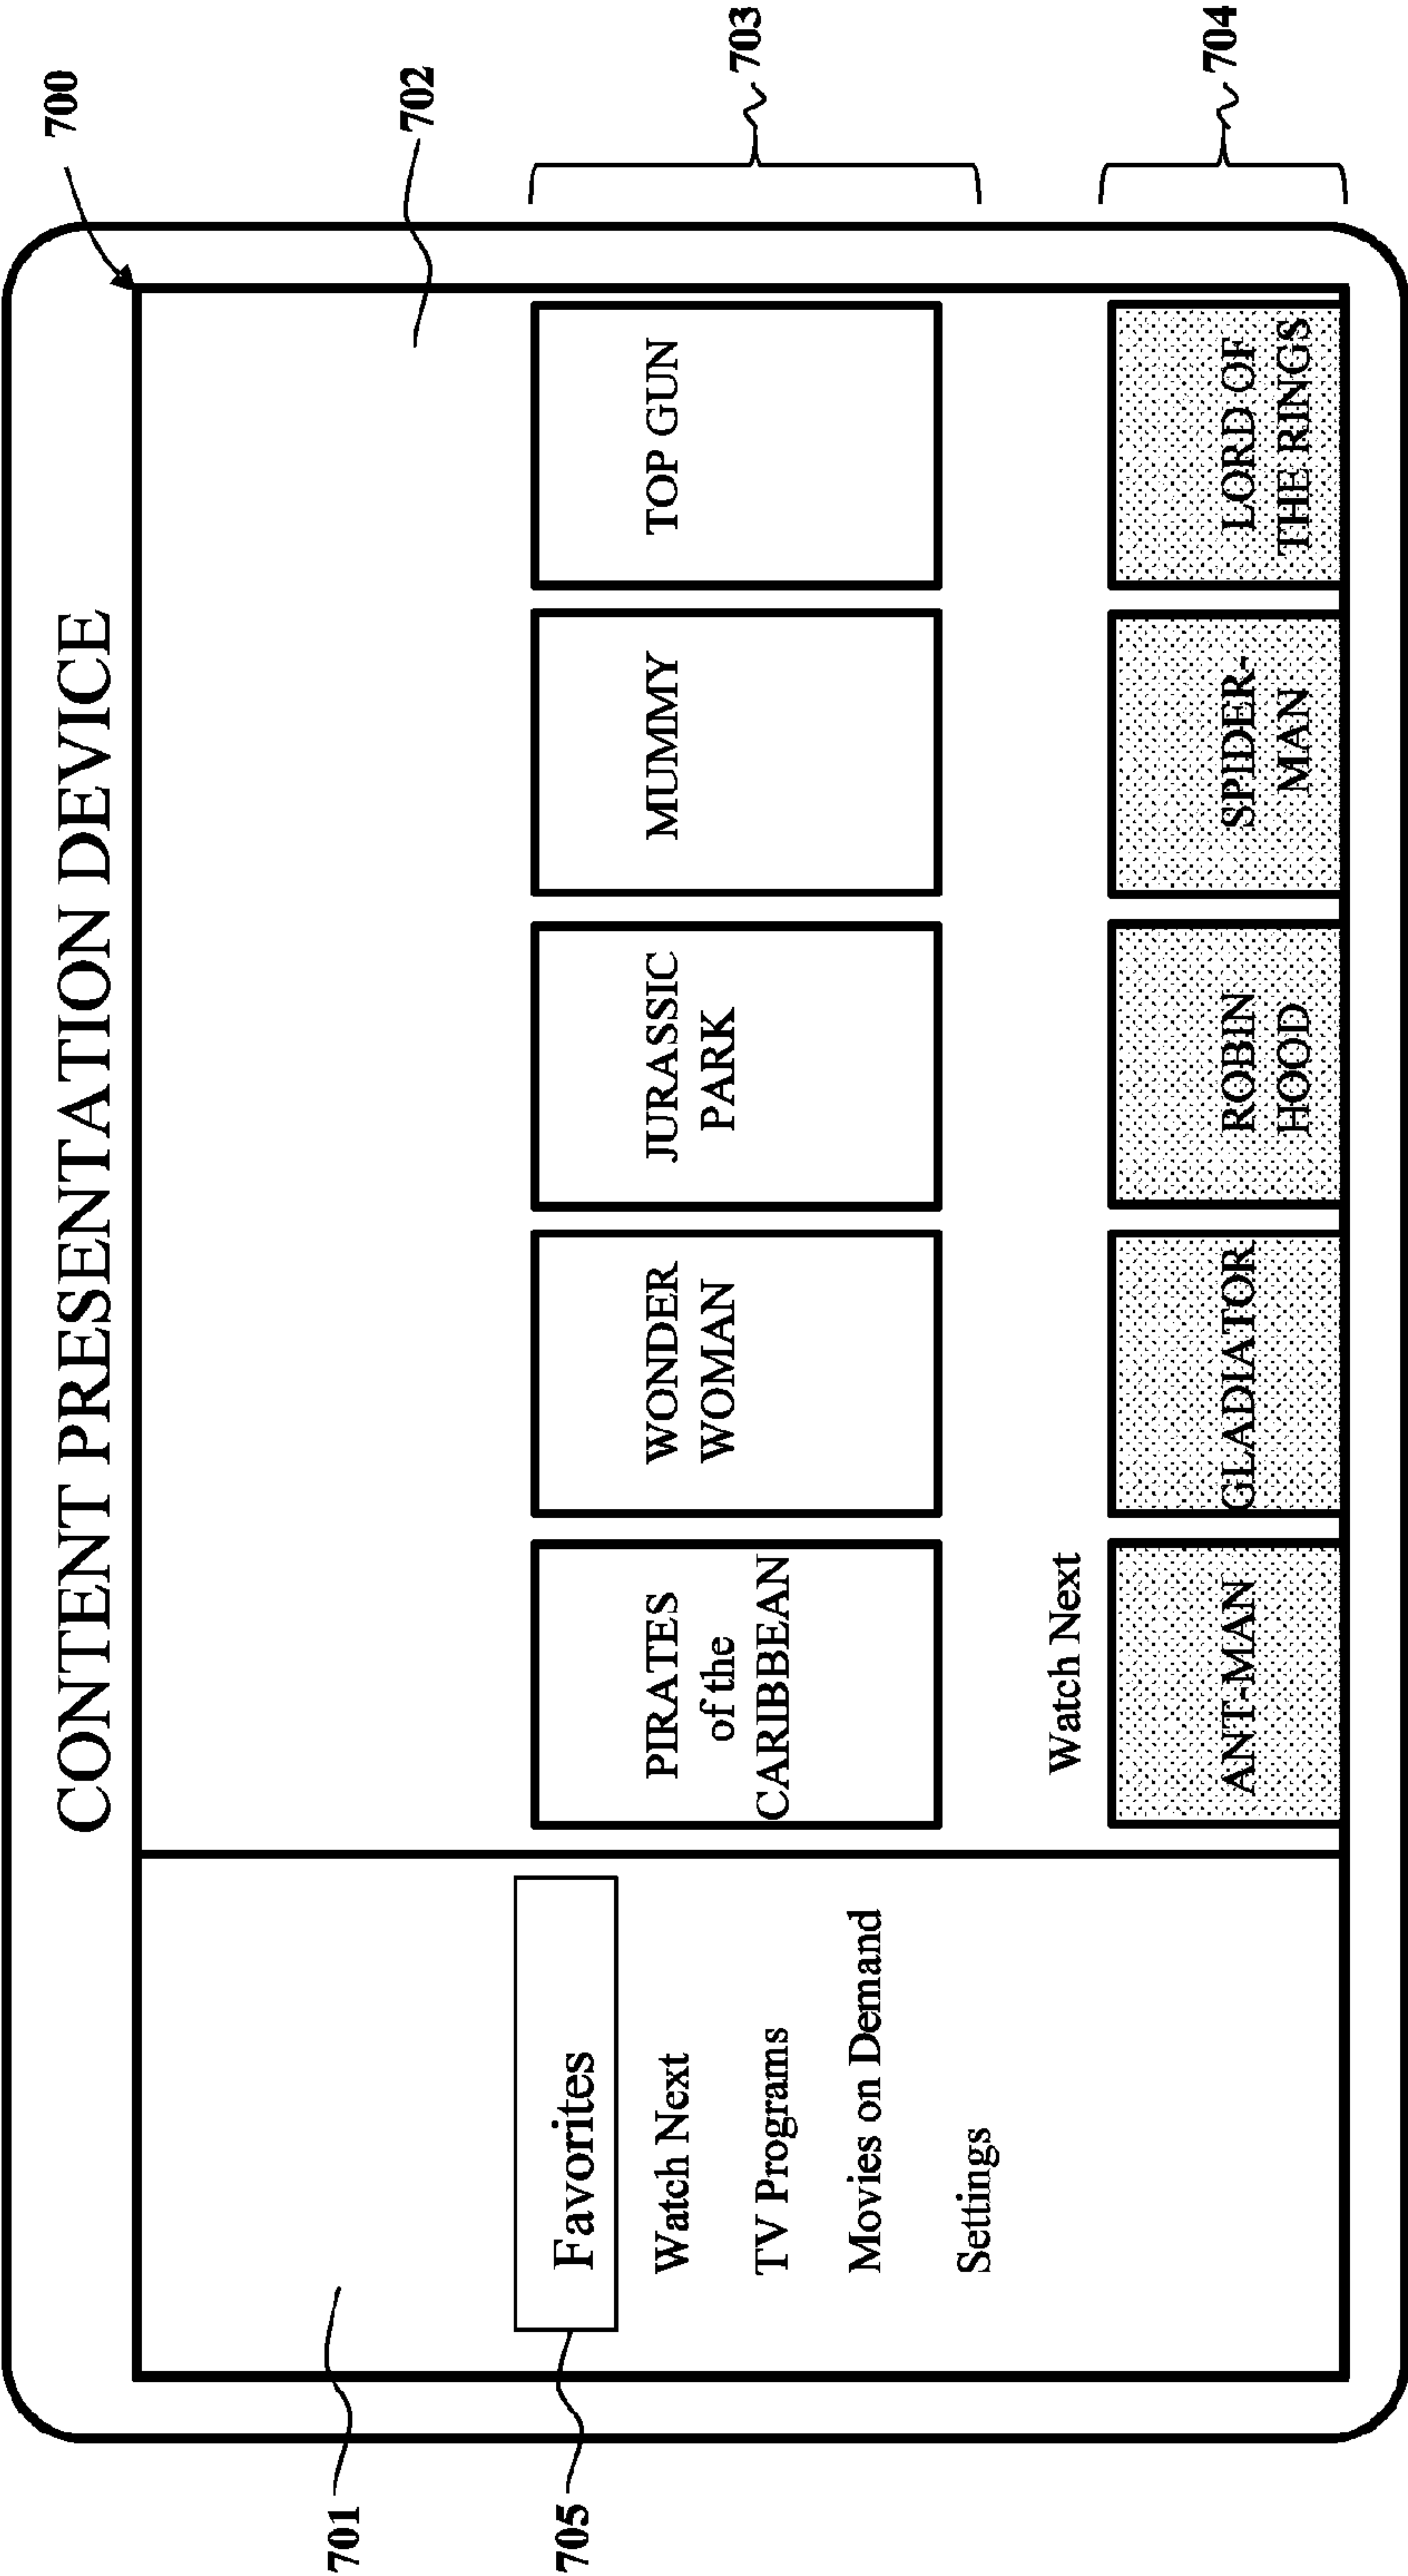 CONTENT PRESENTATION DEVICE
700
702
701
705
Favorites
Watch Next
TV Programs
Movies on Demand
Settings
PIRATES
of the
CARIBBEAN
WONDER
WOMAN
JURASSIC
PARK
MUMMY
TOP GUN
703
Watch Next
ANT-MAN
GLADIATOR
ROBIN
HOOD
SPIDER-
MAN
LORD OF
THE RINGS
704